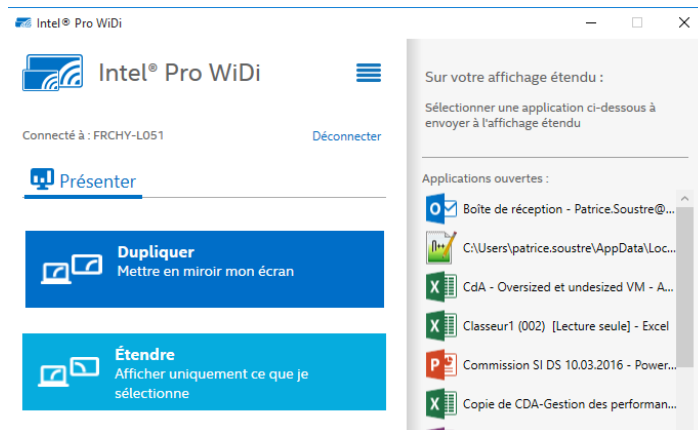 Intel® Pro WiDi
Intel® Pro WiDi
Connecté à : FRCHY-L051
Déconnecter
Présenter
Dupliquer
Mettre en miroir mon écran
Étendre
Afficher uniquement ce que je
sélectionne
Sur votre affichage étendu :
Sélectionner une application ci-dessous à
envoyer à l'affichage étendu
Applications ouvertes :
Boîte de réception - Patrice.Soustre@...
C:\Users\patrice.soustre\AppData\Loc...
CdA - Oversized et undesized VM - A...
Classeur1 (002) [Lecture seule] - Excel
Commission SI DS 10.03.2016 - Power...
Copie de CDA-Gestion des performan...